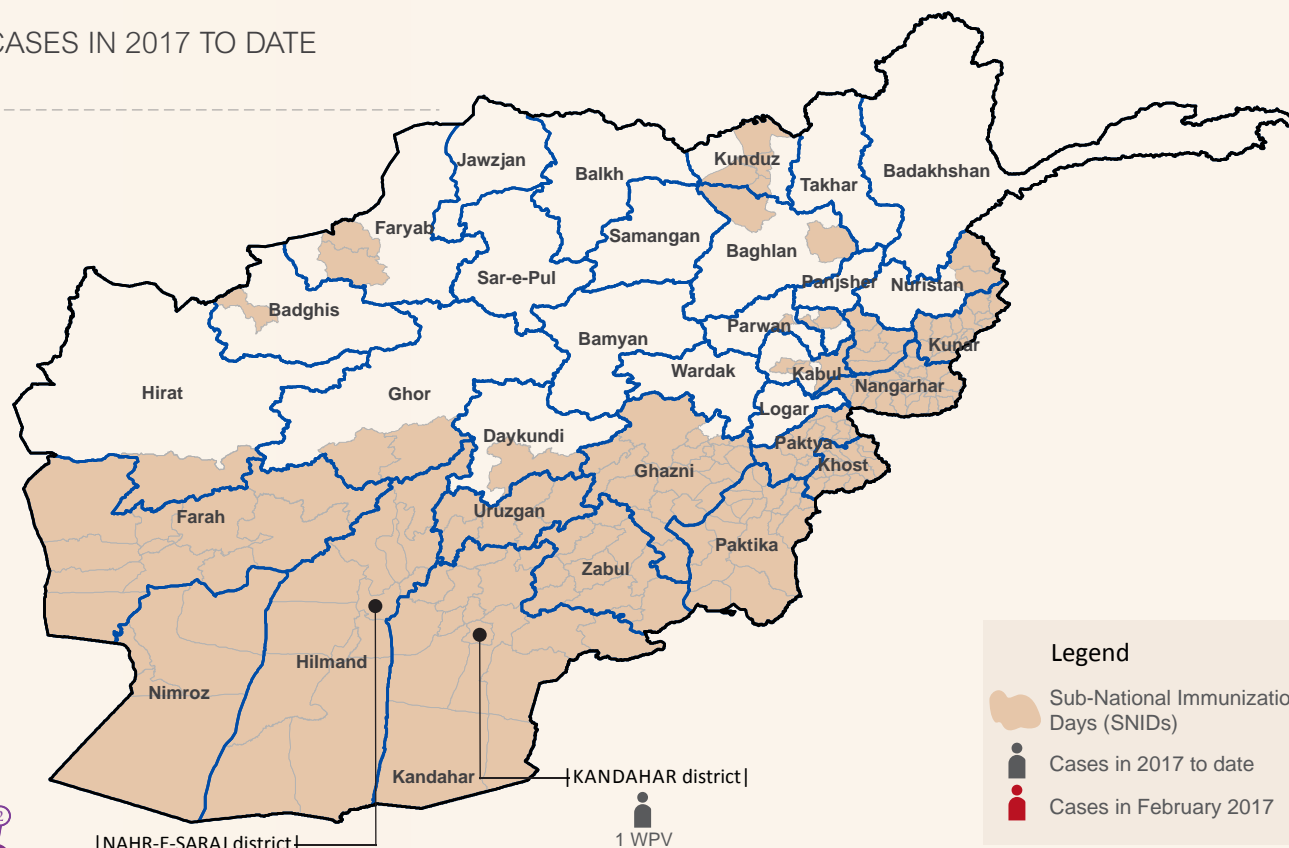 CASES IN 2017 TO DATE
Jawzjan
Balkh
Kunduz
Takhar
Badakhshan
Faryab
Samangan
Baghlan
Sar-e-Pul
Panjsher
Nuristan
Badghis
Parwan
Bamyan
Kunar
Wardak
Kabul
Nangarhar
Hirat
Ghor
Logar
Daykundi
Paktya
Khost
Ghazni
Uruzgan
Farah
Paktika
Zabul
Hilmand
Nimroz
Kandahar
KANDAHAR district
1 WPV
NAHR-E-SARAJ district
Legend
Sub-National Immunizatio
Days (SNIDs)
Cases in 2017 to date
Cases in February 2017